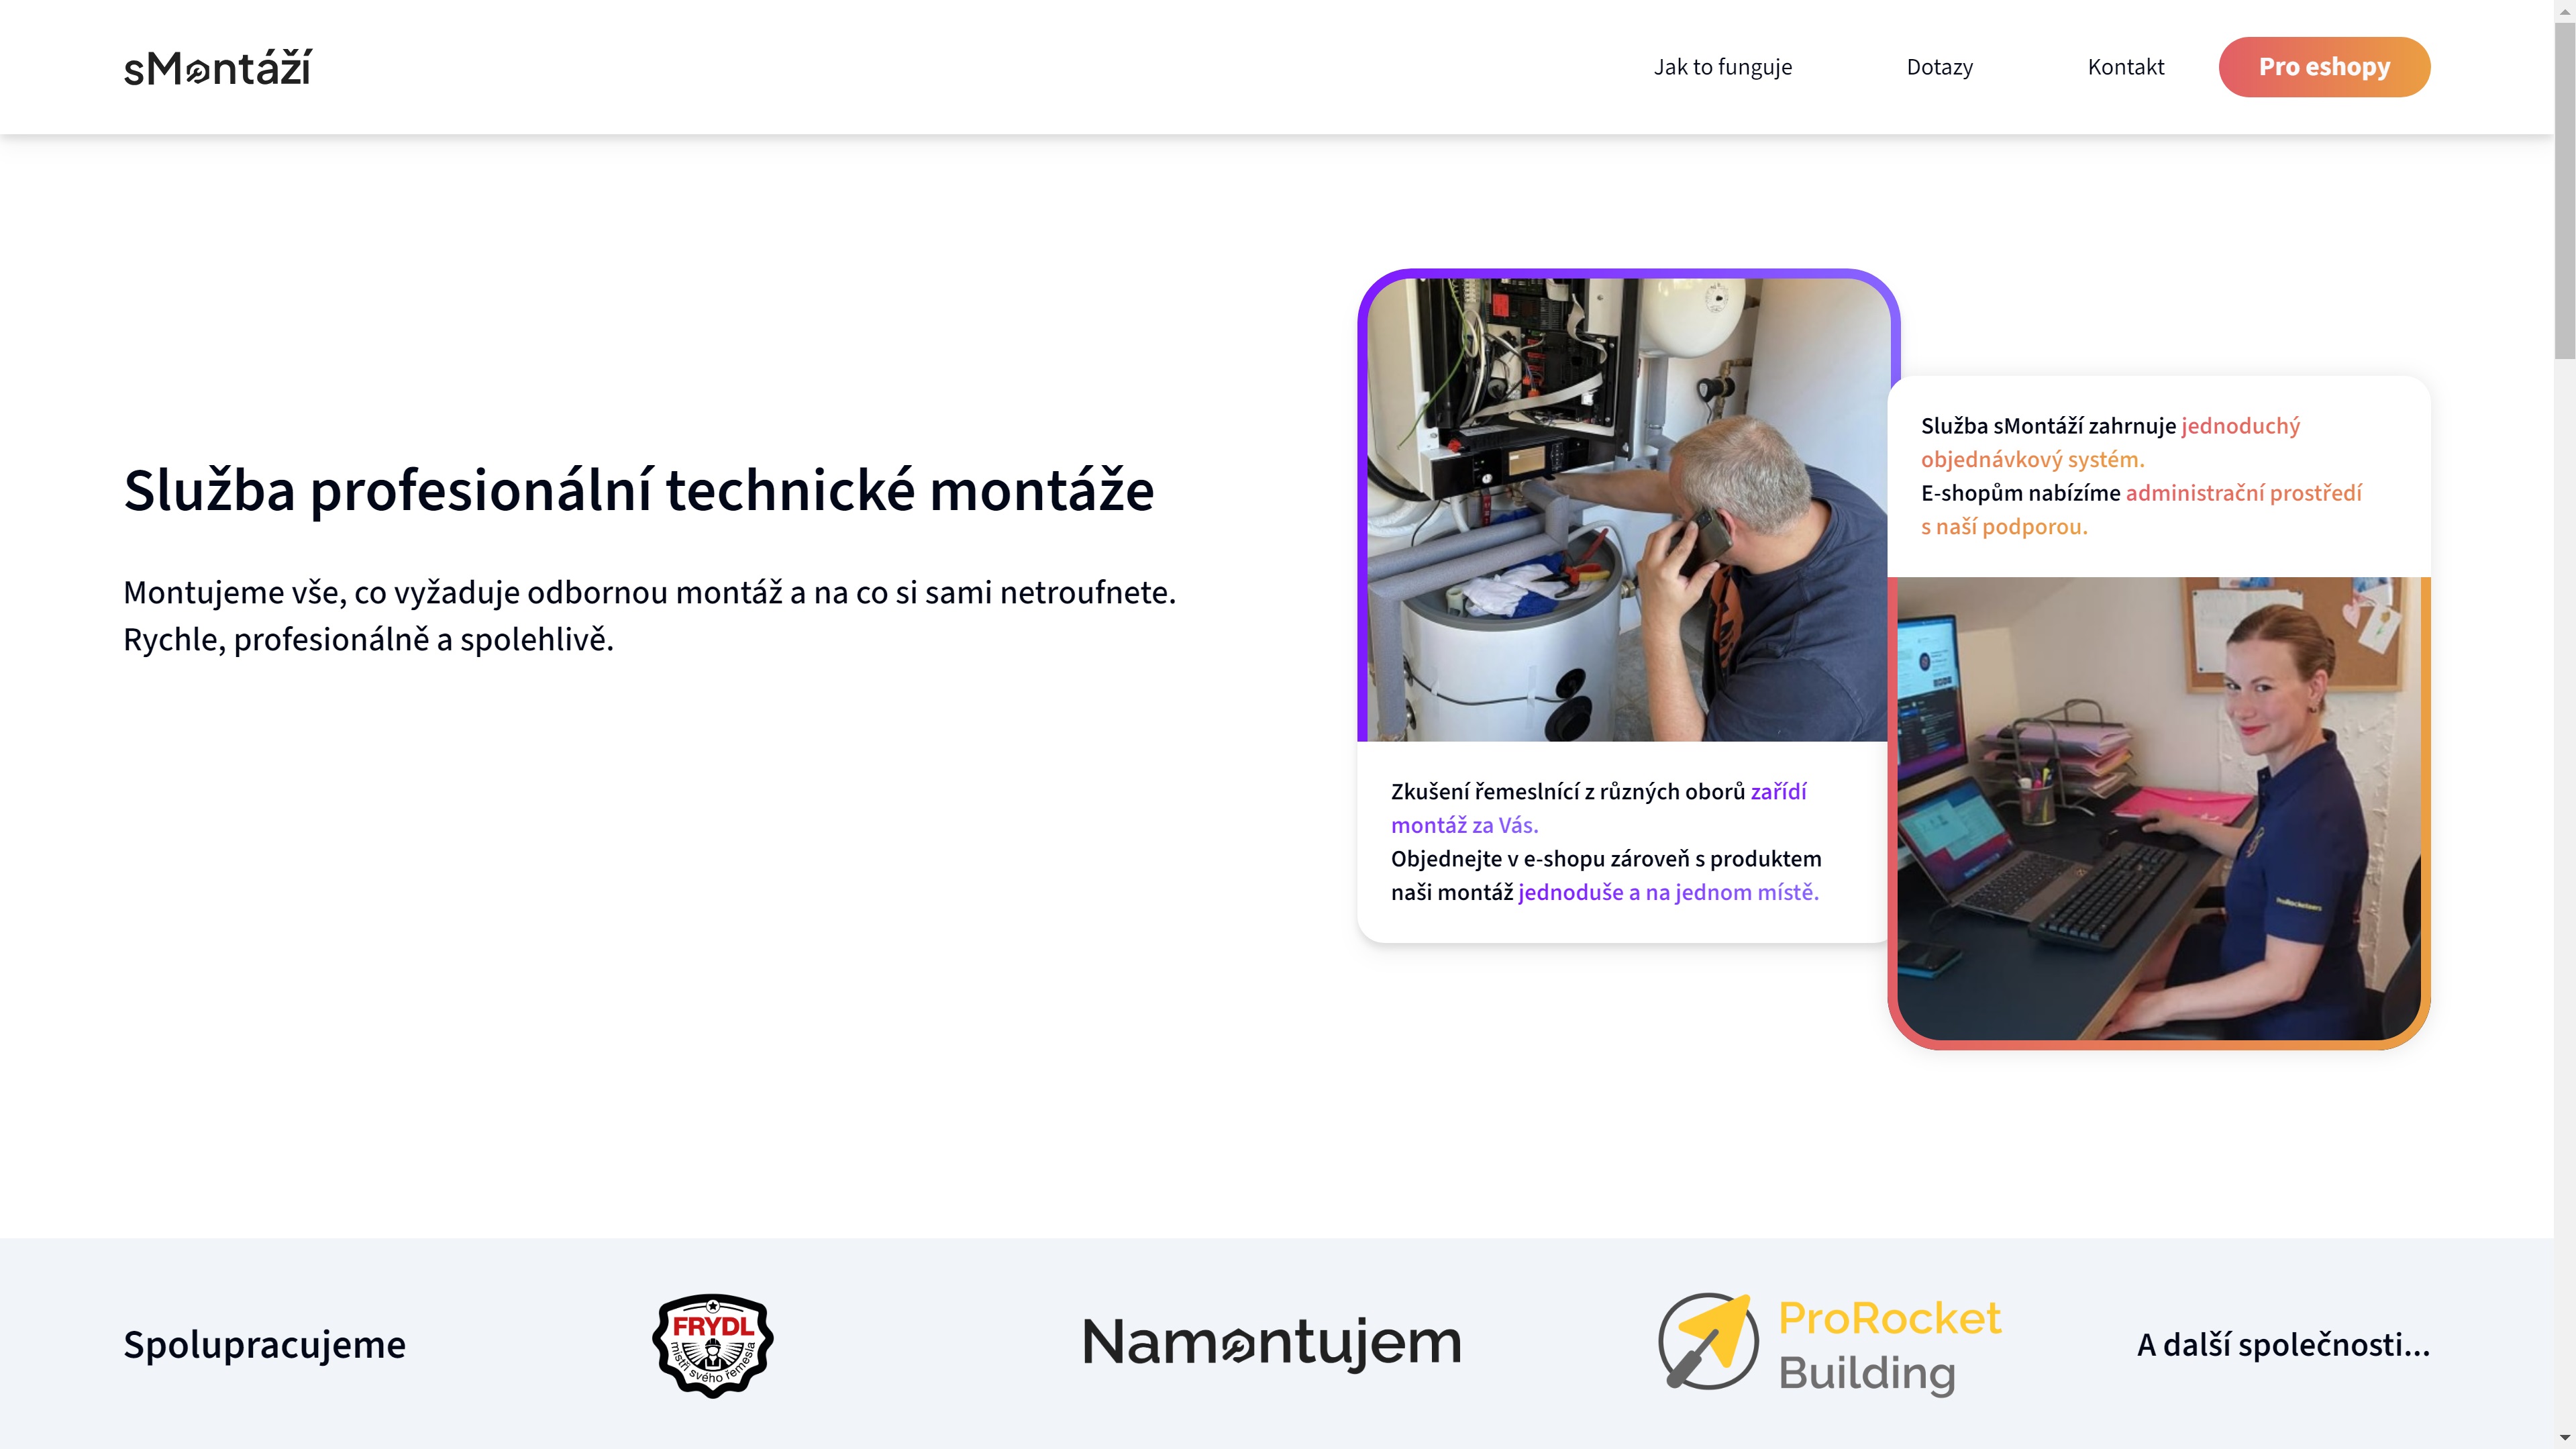 sMontáží
Jak to funguje
Dotazy
Kontakt
Pro eshopy
Služba profesionální technické montáže
Montujeme vše, co vyžaduje odbornou montáž a na co si sami netroufnete.
Rychle, profesionálně a spolehlivě.
Zkušení řemeslnící z různých oborů zařídí
montáž za Vás.
Objednejte v e-shopu zároveň s produktem
naši montáž jednoduše a na jednom místě.
Služba sMontáží zahrnuje jednoduchý
objednávkový systém.
E-shopům nabízíme administrační prostředí
s naší podporou.
ProRocketeers
Spolupracujeme
FRYDL
mistři svého řemesla
Namontujem
ProRocket
Building
A další společnosti...